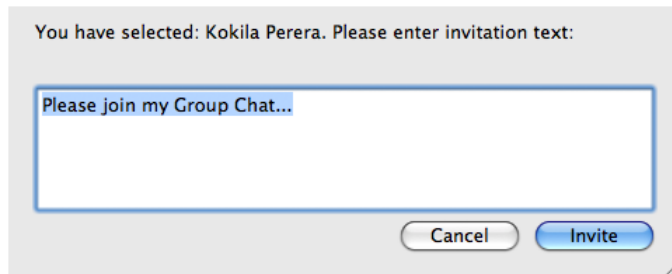 You have selected: Kokila Perera. Please enter invitation text:
Please join my Group Chat...
Cancel Invite